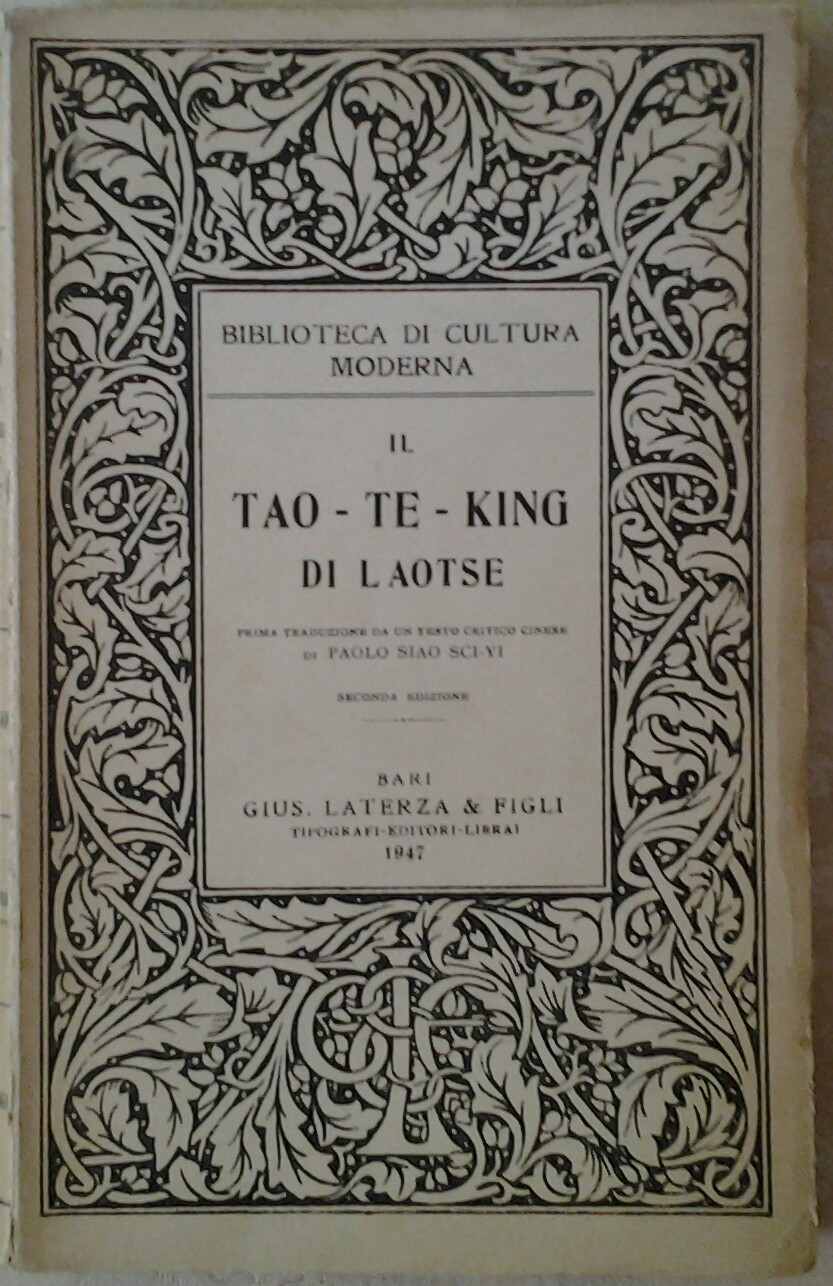 BIBLIOTECA DI CULTURA
MODERNA
IL
TAO - TE - KING
DI LAOTSE
PRIMA TRADUZIONE DA UN TESTO CRITICO CINESE
DI PAOLO SIAO SCI-YI
SECONDA EDIZIONE
BARI
GIUS. LATERZA & FIGLI
TIPOGRAFI-EDITORI-LIBRAI
1947